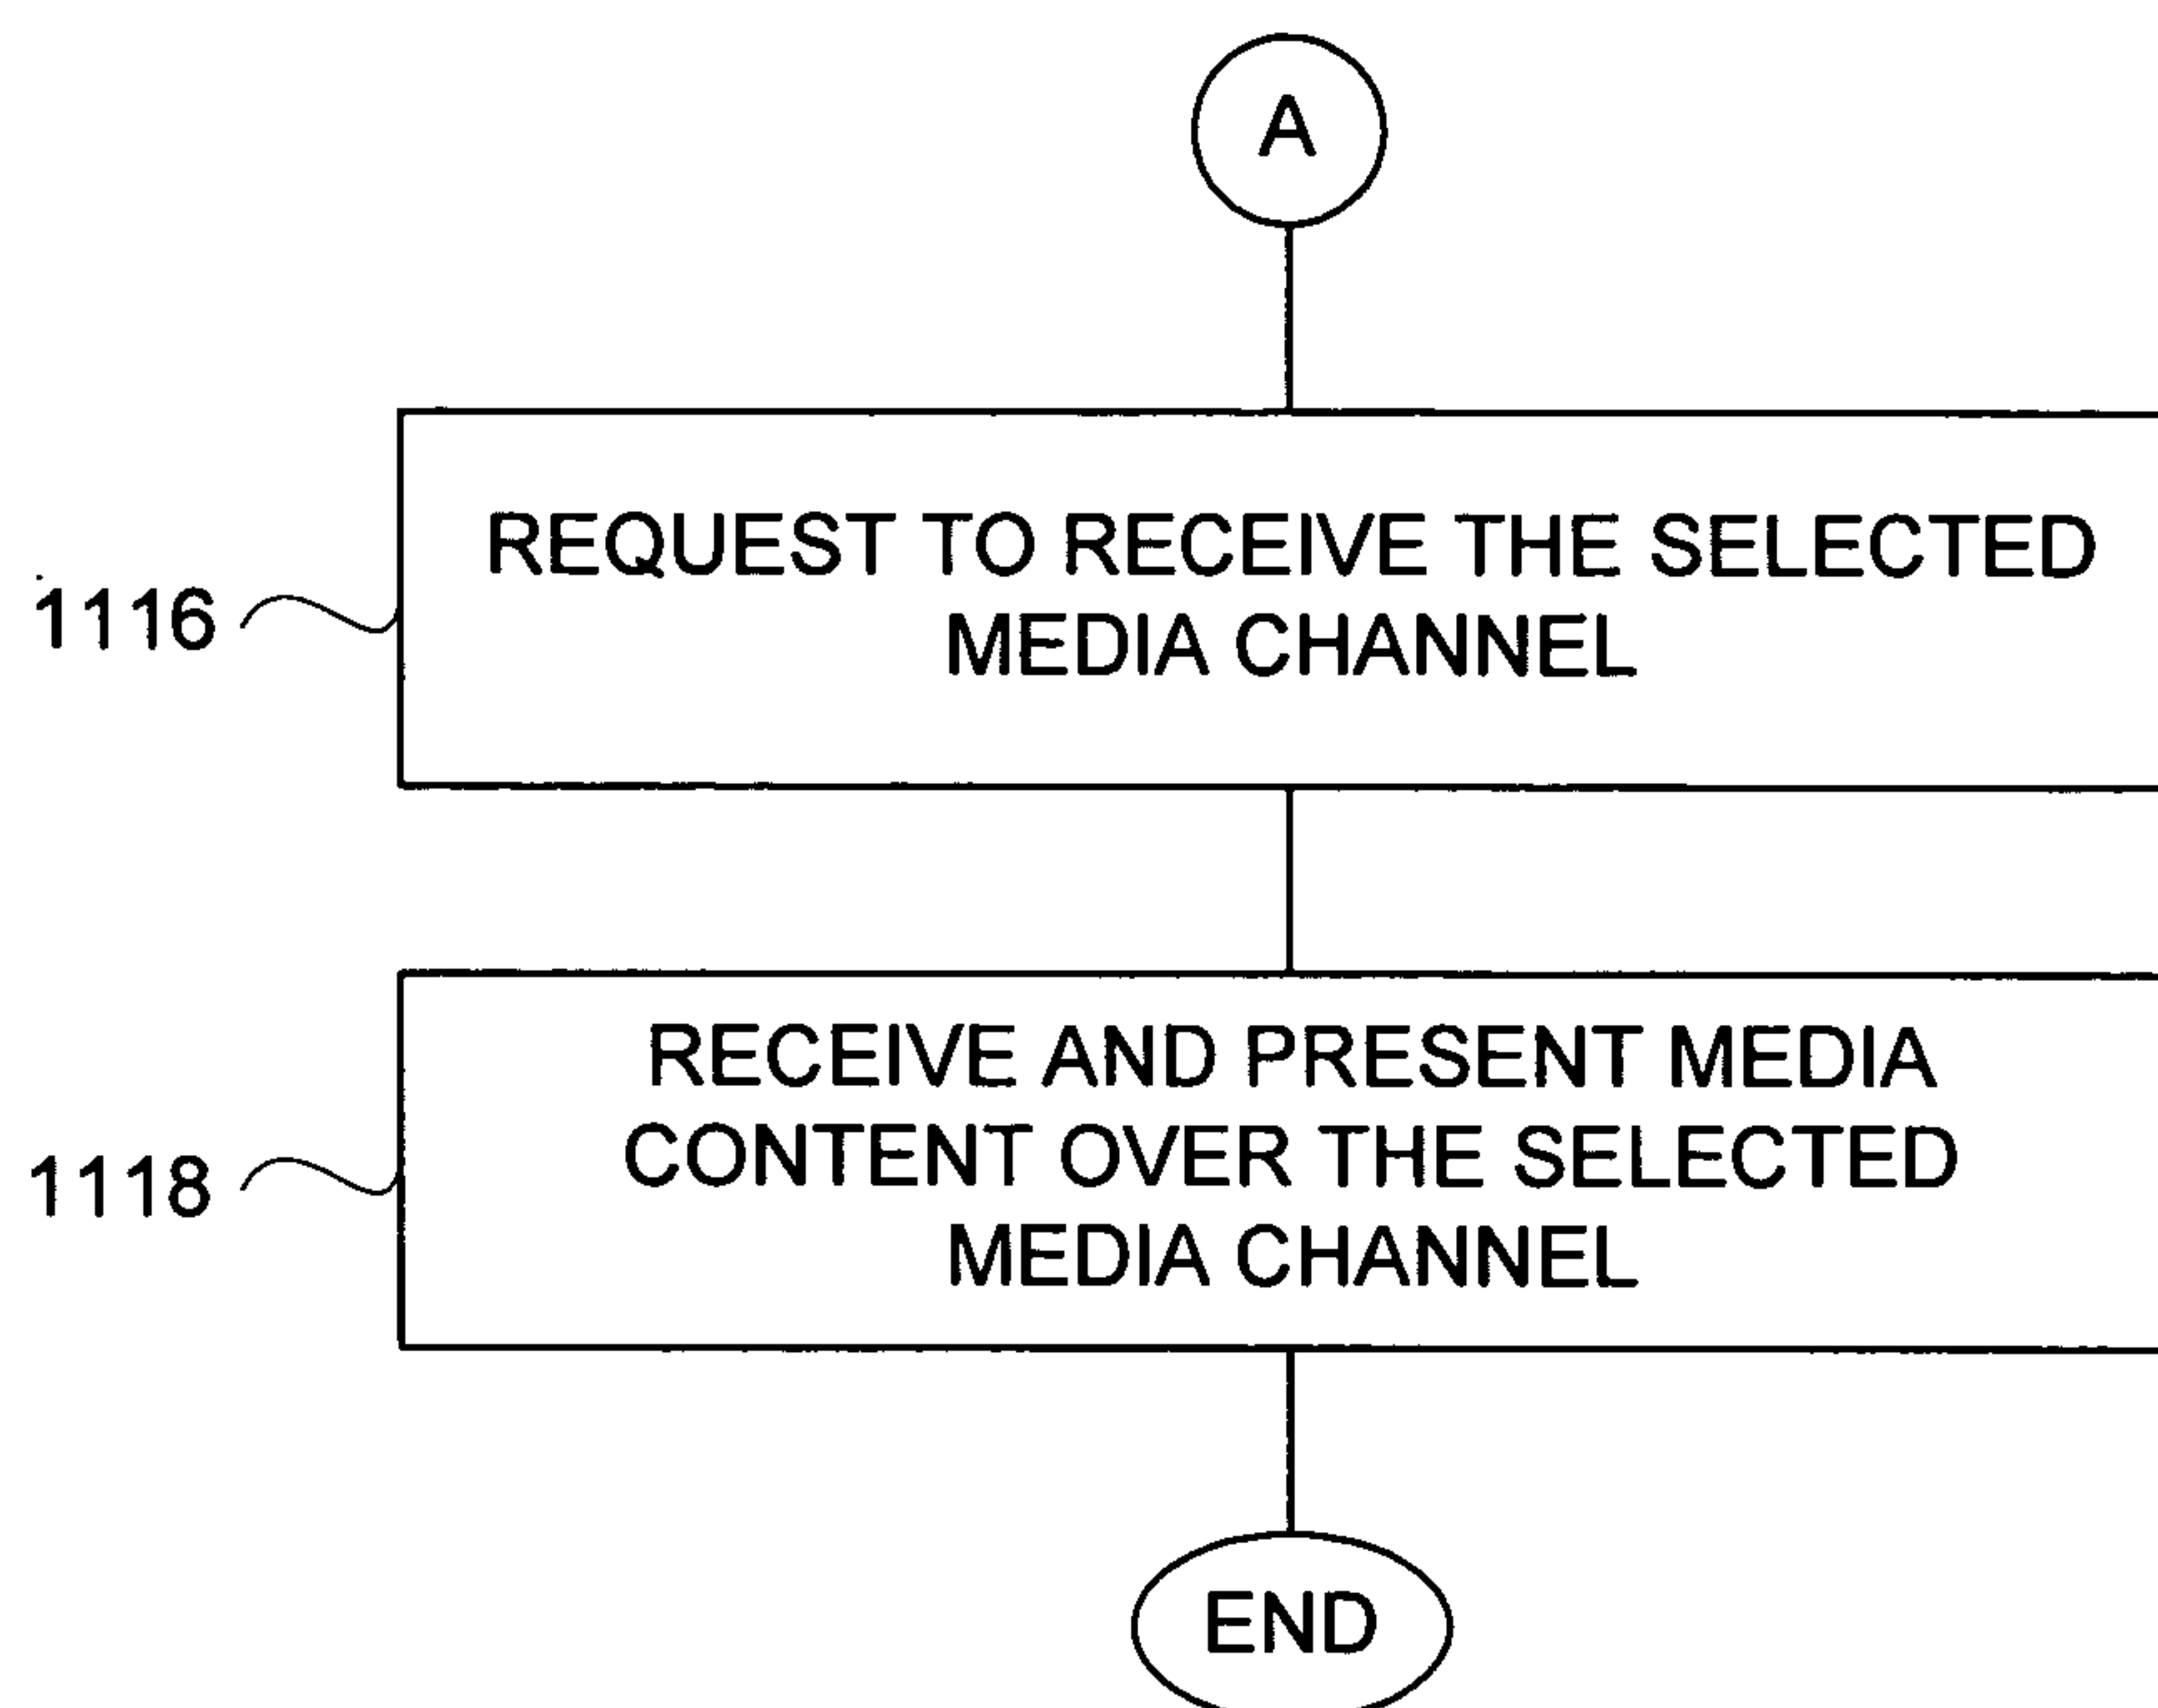 A
REQUEST TO RECEIVE THE SELECTED
MEDIA CHANNEL
1116
RECEIVE AND PRESENT MEDIA
CONTENT OVER THE SELECTED
MEDIA CHANNEL
1118
END